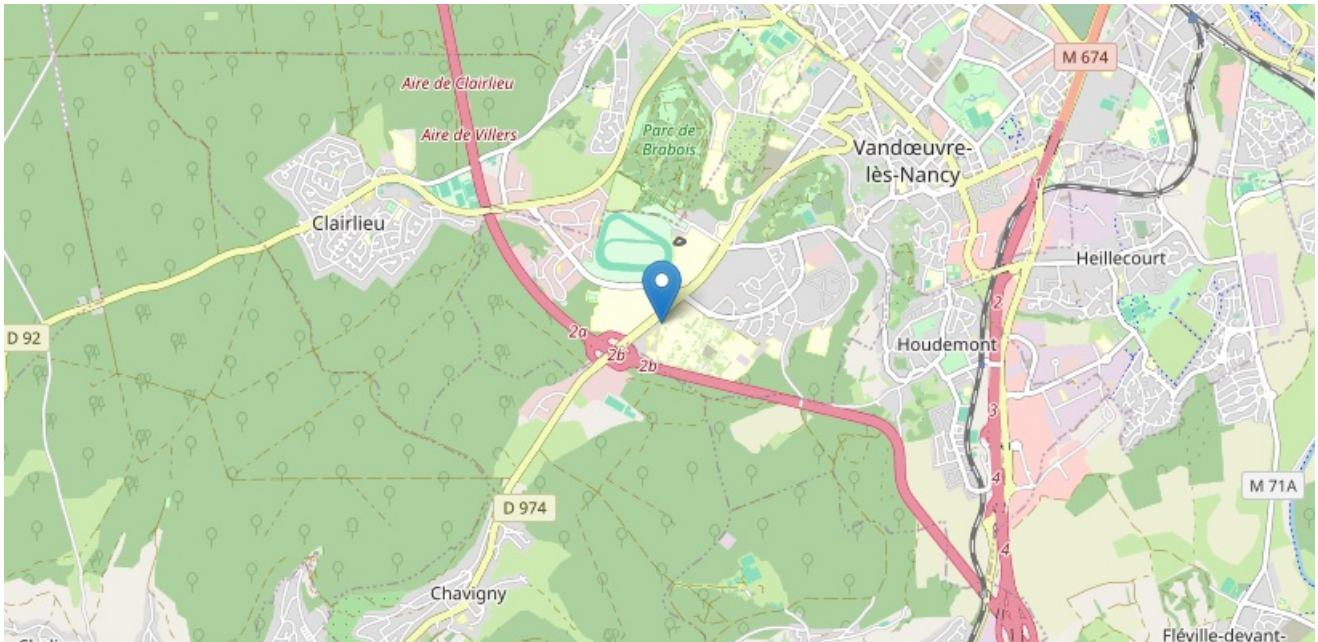 M 674
Aire de Clairlieu
Aire de Villers
Parc de
Brabois
Vandœuvre-
lès-Nancy
1
Clairlieu
Heillecourt
2
D 92
2a
2b
2b
Houdemont
3
4
M 71A
D 974
4
Chavigny
Fléville-devant-